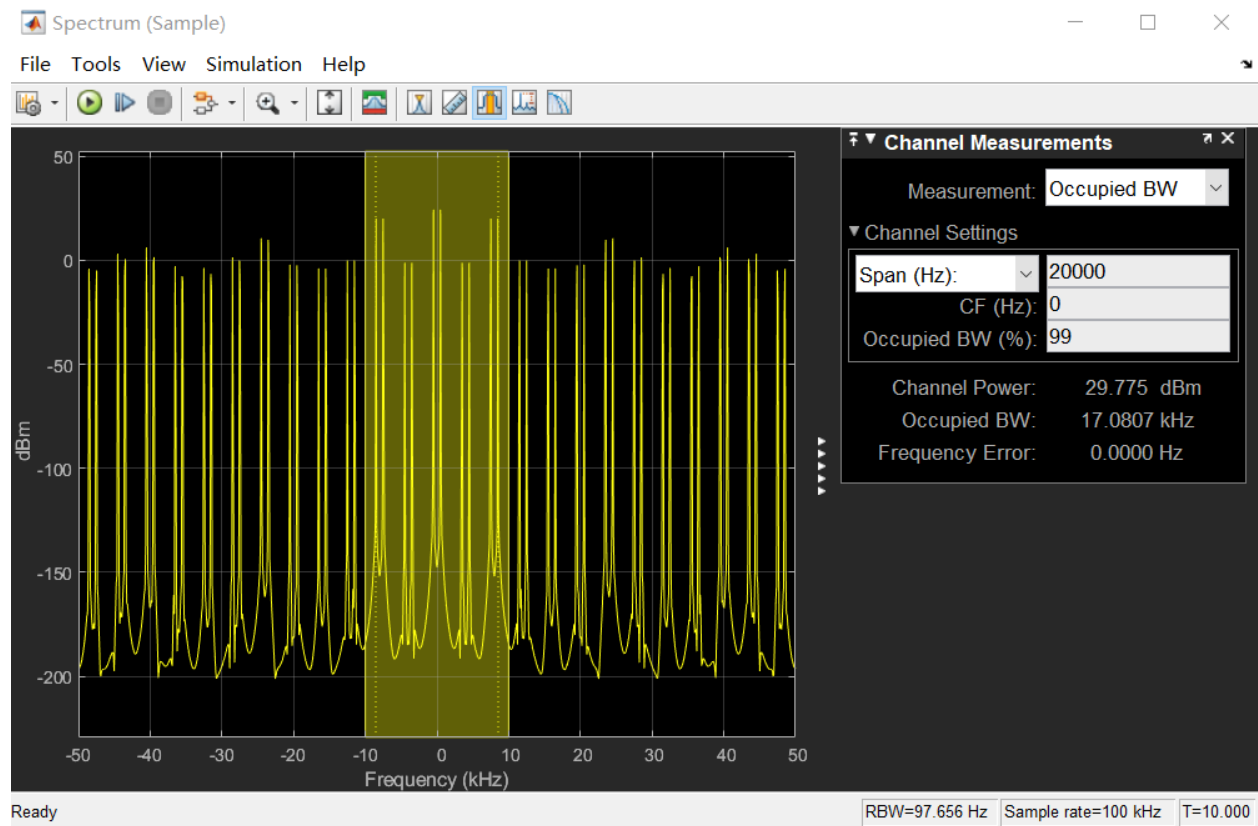 Spectrum (Sample)
File Tools View Simulation Help
Channel Measurements
Measurement: Occupied BW
Channel Settings
Span (Hz): 20000
CF (Hz): 0
Occupied BW (%): 99
Channel Power: 29.775 dBm
Occupied BW: 17.0807 kHz
Frequency Error: 0.0000 Hz
50
0
-50
-100
-150
-200
dBm
-50 -40 -30 -20 -10 0 10 20 30 40 50
Frequency (kHz)
Ready RBW=97.656 Hz Sample rate=100 kHz T=10.000